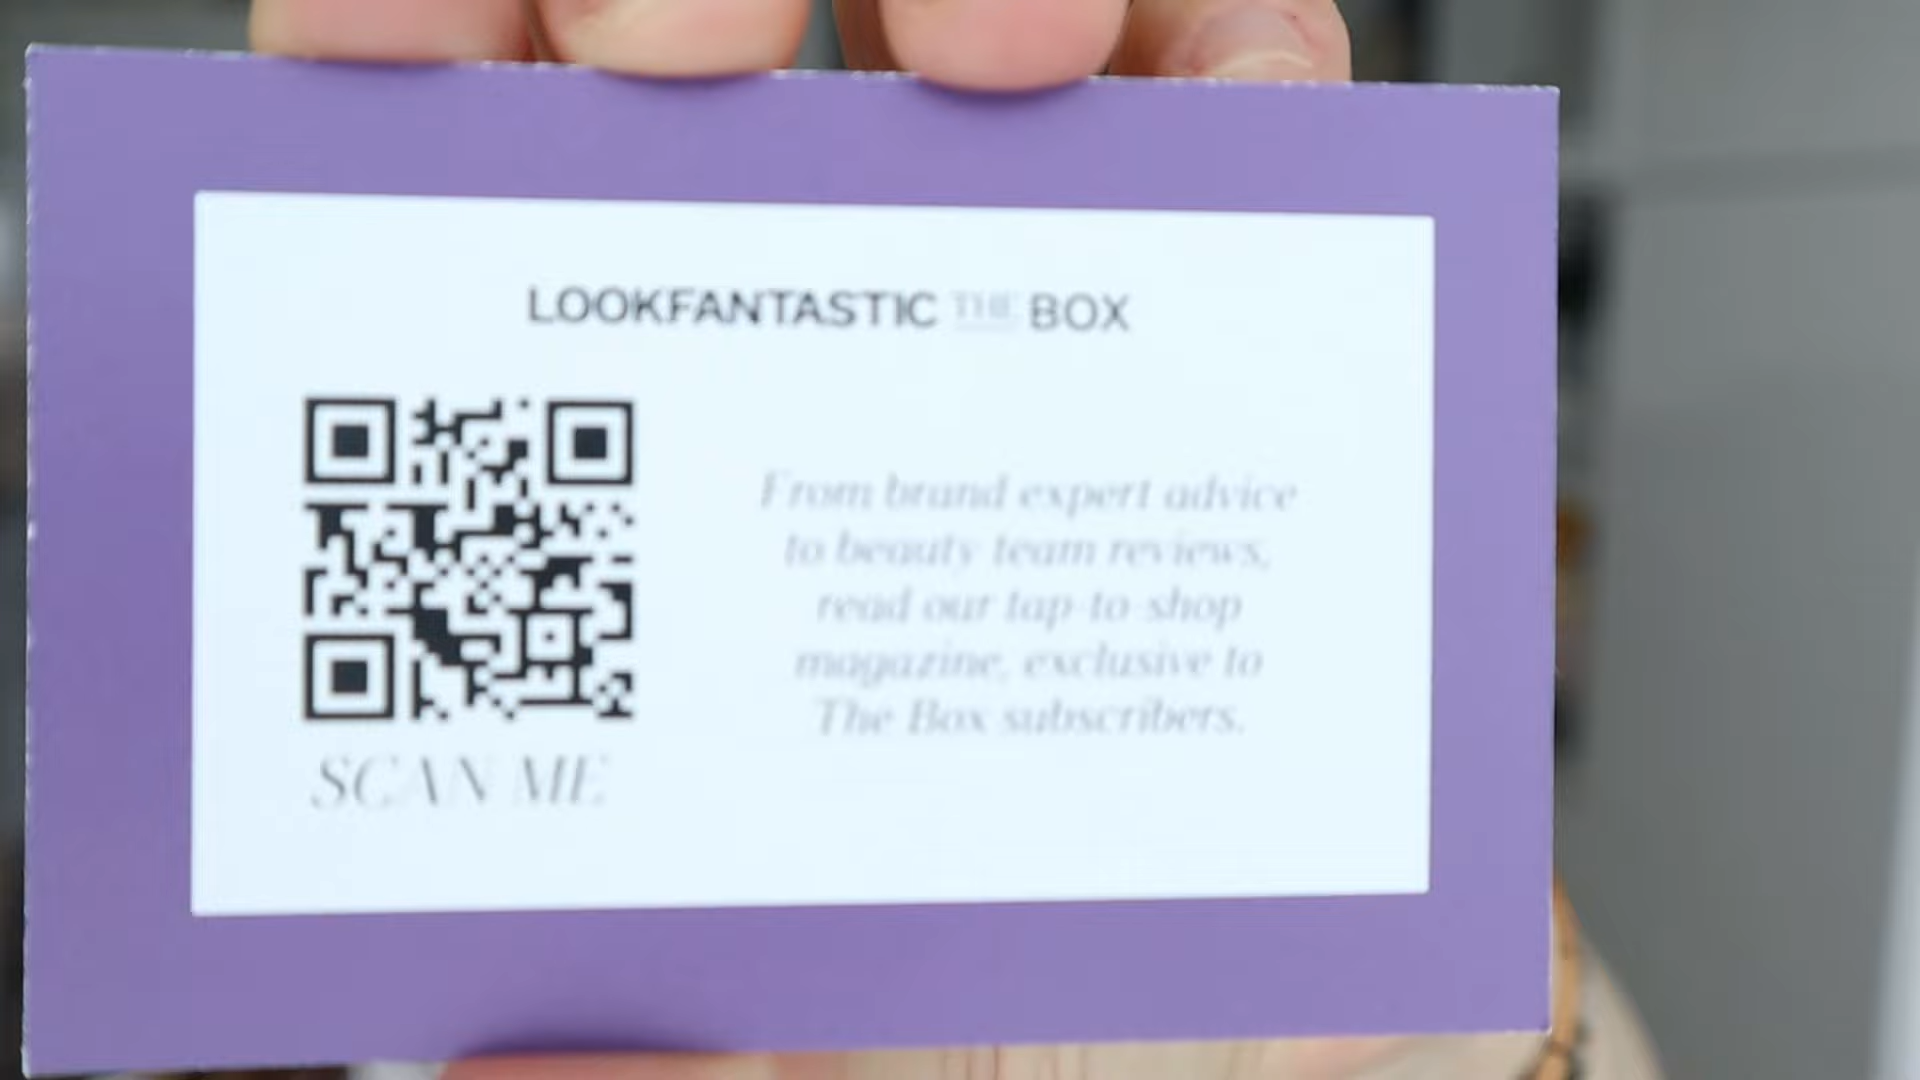 LOOKFANTASTIC THE BOX
From brand expert advice
to beauty team reviews,
read our tap-to-shop
magazine, exclusive to
The Box subscribers.
SCAN ME